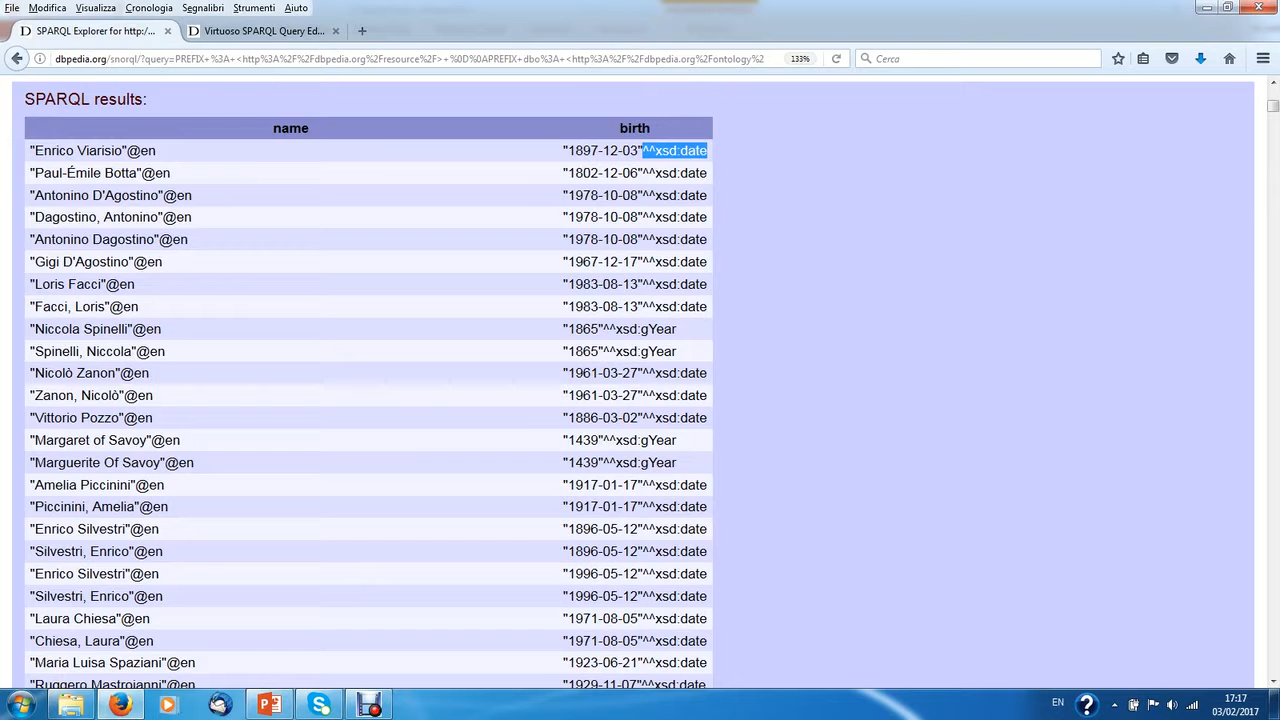 File Modifica Visualizza Cronologia Segnalibri Strumenti Aiuto
SPARQL Explorer for http:/... Virtuoso SPARQL Query Ed...
dbpedia.org/snorql/?query=PREFIX+%3A+<http%3A%2F%2Fdbpedia.org%2Fresource%2F>+%0D%0APREFIX+dbo%3A+<http%3A%2F%2Fdbpedia.org%2Fontology%2 133% Cerca
SPARQL results:
name birth
"Enrico Viarisio"@en "1897-12-03"^^xsd:date
"Paul-Émile Botta"@en "1802-12-06"^^xsd:date
"Antonino D'Agostino"@en "1978-10-08"^^xsd:date
"Dagostino, Antonino"@en "1978-10-08"^^xsd:date
"Antonino Dagostino"@en "1978-10-08"^^xsd:date
"Gigi D'Agostino"@en "1967-12-17"^^xsd:date
"Loris Facci"@en "1983-08-13"^^xsd:date
"Facci, Loris"@en "1983-08-13"^^xsd:date
"Niccola Spinelli"@en "1865"^^xsd:gYear
"Spinelli, Niccola"@en "1865"^^xsd:gYear
"Nicolò Zanon"@en "1961-03-27"^^xsd:date
"Zanon, Nicolò"@en "1961-03-27"^^xsd:date
"Vittorio Pozzo"@en "1886-03-02"^^xsd:date
"Margaret of Savoy"@en "1439"^^xsd:gYear
"Marguerite Of Savoy"@en "1439"^^xsd:gYear
"Amelia Piccinini"@en "1917-01-17"^^xsd:date
"Piccinini, Amelia"@en "1917-01-17"^^xsd:date
"Enrico Silvestri"@en "1896-05-12"^^xsd:date
"Silvestri, Enrico"@en "1896-05-12"^^xsd:date
"Enrico Silvestri"@en "1996-05-12"^^xsd:date
"Silvestri, Enrico"@en "1996-05-12"^^xsd:date
"Laura Chiesa"@en "1971-08-05"^^xsd:date
"Chiesa, Laura"@en "1971-08-05"^^xsd:date
"Maria Luisa Spaziani"@en "1923-06-21"^^xsd:date
"Ruggero Mastroianni"@en "1929-11-07"^^xsd:date
EN 17:17
03/02/2017